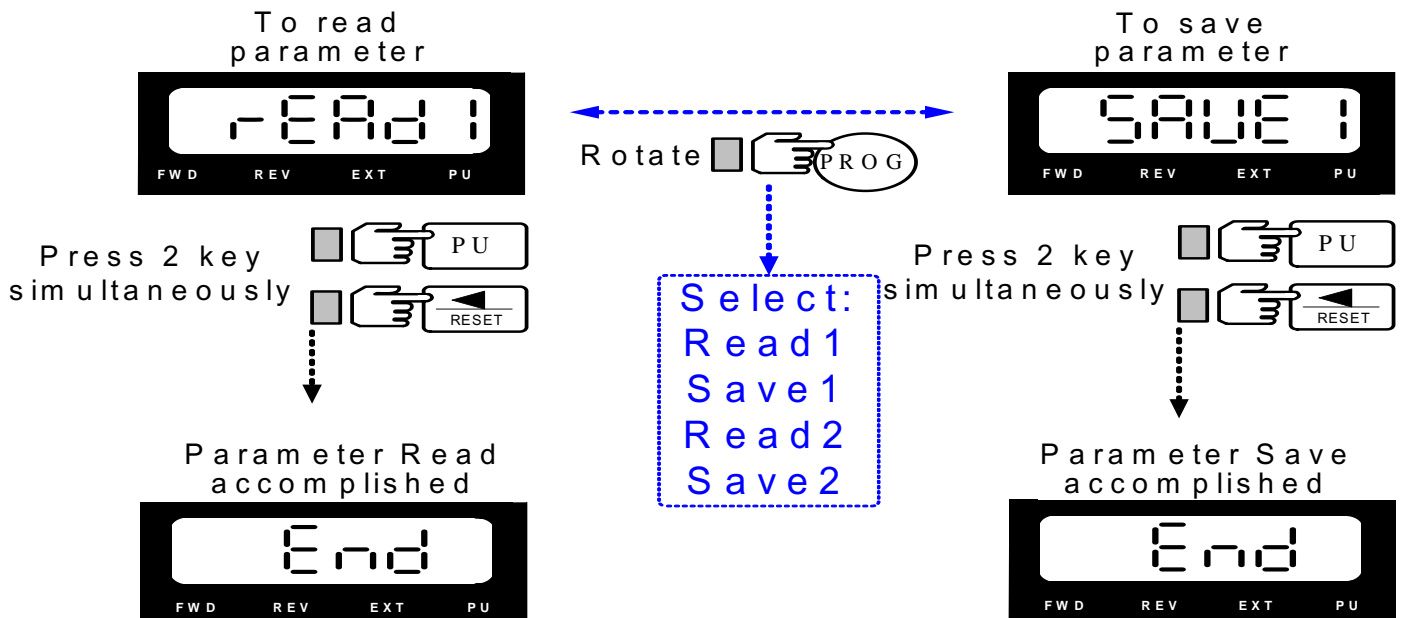 To read
parameter
rEAd 1
FWD REV EXT PU
Press 2 key
simultaneously
PU
RESET
Parameter Read
accomplished
End
FWD REV EXT PU
Rotate PROG
Select:
Read1
Save1
Read2
Save2
To save
parameter
SAUE 1
FWD REV EXT PU
Press 2 key
simultaneously
PU
RESET
Parameter Save
accomplished
End
FWD REV EXT PU